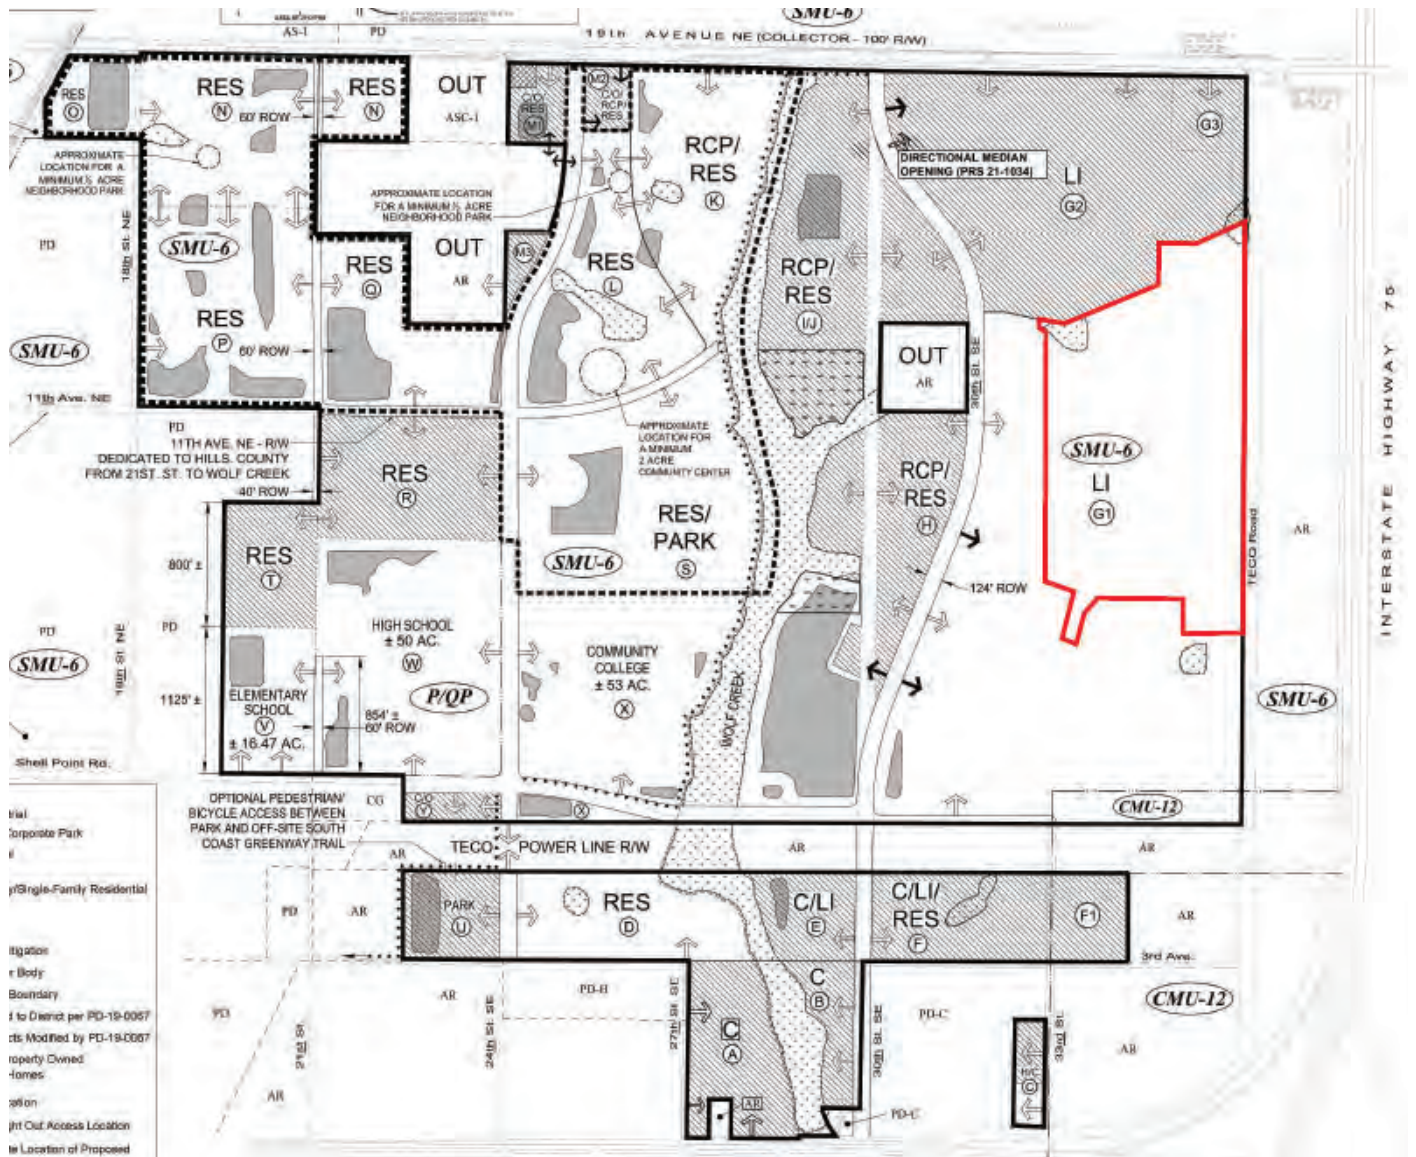 SMU-6
19th AVENUE NE (COLLECTOR - 100' R/W)
AS-1
PD
RES
O
RES
N
60' ROW
RES
N
OUT
ASC-1
C/O
RES
M1
M2
C/O/
RCP/
RES
RCP/
RES
K
G3
DIRECTIONAL MEDIAN
OPENING (PRS 21-1034)
LI
G2
APPROXIMATE
LOCATION FOR A
MINIMUM ½ ACRE
NEIGHBORHOOD PARK
APPROXIMATE LOCATION
FOR A MINIMUM ½ ACRE
NEIGHBORHOOD PARK
PD
18th St. NE
SMU-6
RES
Q
OUT
AR
M3
RES
L
RCP/
RES
I/J
INTERSTATE HIGHWAY 75
RES
P
60' ROW
SMU-6
OUT
AR
30th St. SE
11th Ave. NE
PD
11TH AVE. NE - R/W
DEDICATED TO HILLS. COUNTY
FROM 21ST. ST. TO WOLF CREEK
40' ROW
RES
R
APPROXIMATE
LOCATION FOR
A MINIMUM
2 ACRE
COMMUNITY CENTER
SMU-6
LI
G1
RCP/
RES
H
RES/
PARK
S
SMU-6
AR
TECO Road
800' ±
RES
T
124' ROW
PD
PD
SMU-6
18th St. NE
HIGH SCHOOL
± 50 AC.
W
COMMUNITY
COLLEGE
± 53 AC.
X
P/QP
1125' ±
ELEMENTARY
SCHOOL
V
± 16.47 AC.
854' ±
60' ROW
WOLF CREEK
SMU-6
Shell Point Rd.
OPTIONAL PEDESTRIAN/
BICYCLE ACCESS BETWEEN
PARK AND OFF-SITE SOUTH
COAST GREENWAY TRAIL
CG
Y
X
CMU-12
AR
TECO POWER LINE R/W
AR
AR
rial
Corporate Park
y/Single-Family Residential
tigation
r Body
Boundary
d to District per PD-19-0067
cts Modified by PD-19-0067
roperty Owned
Homes
cation
ght Out Access Location
te Location of Proposed
PD
AR
PARK
U
RES
D
C/LI
E
C/LI/
RES
F
F1
AR
3rd Ave.
PD
AR
PD-H
C
B
PD-C
CMU-12
21st St.
24th St. SE
27th St. SE
30th St. SE
33rd St.
C
A
H/C
C
AR
AR
AR
PD-C